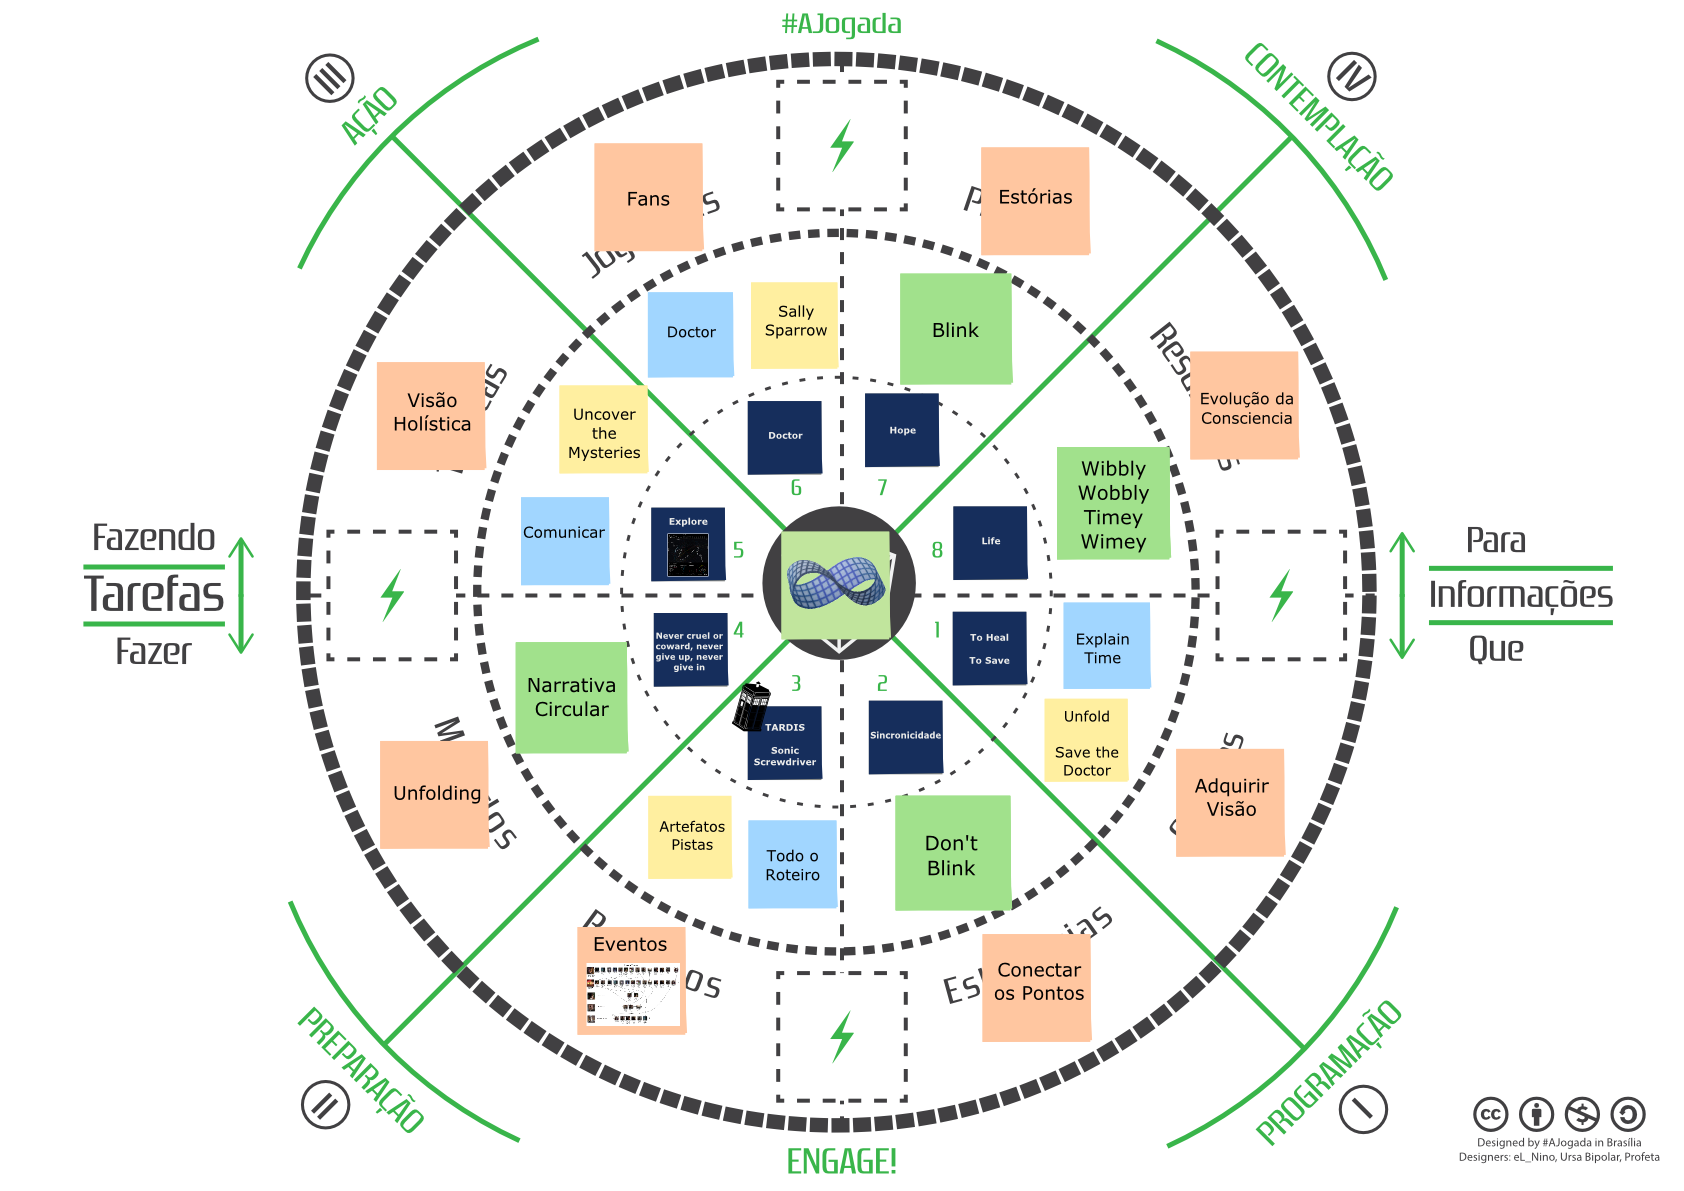 #AJogada
III
AÇÃO
IV
CONTEMPLAÇÃO
Fans
Estórias
Doctor
Sally
Sparrow
Blink
Visão
Holística
Uncover
the
Mysteries
Doctor
Hope
Evolução da
Consciencia
Wibbly
Wobbly
Timey
Wimey
6
7
Comunicar
Explore
5
8
Life
Fazendo
Tarefas
Fazer
Para
Informações
Que
Never cruel or
coward, never
give up, never
give in
4
1
To Heal
To Save
Explain
Time
Narrativa
Circular
3
2
TARDIS
Sonic
Screwdriver
Sincronicidade
Unfold
Save the
Doctor
Unfolding
Adquirir
Visão
Artefatos
Pistas
Todo o
Roteiro
Don't
Blink
Eventos
Conectar
os Pontos
PREPARAÇÃO
II
PROGRAMAÇÃO
I
ENGAGE!
cc
Designed by #AJogada in Brasília
Designers: eL_Nino, Ursa Bipolar, Profeta